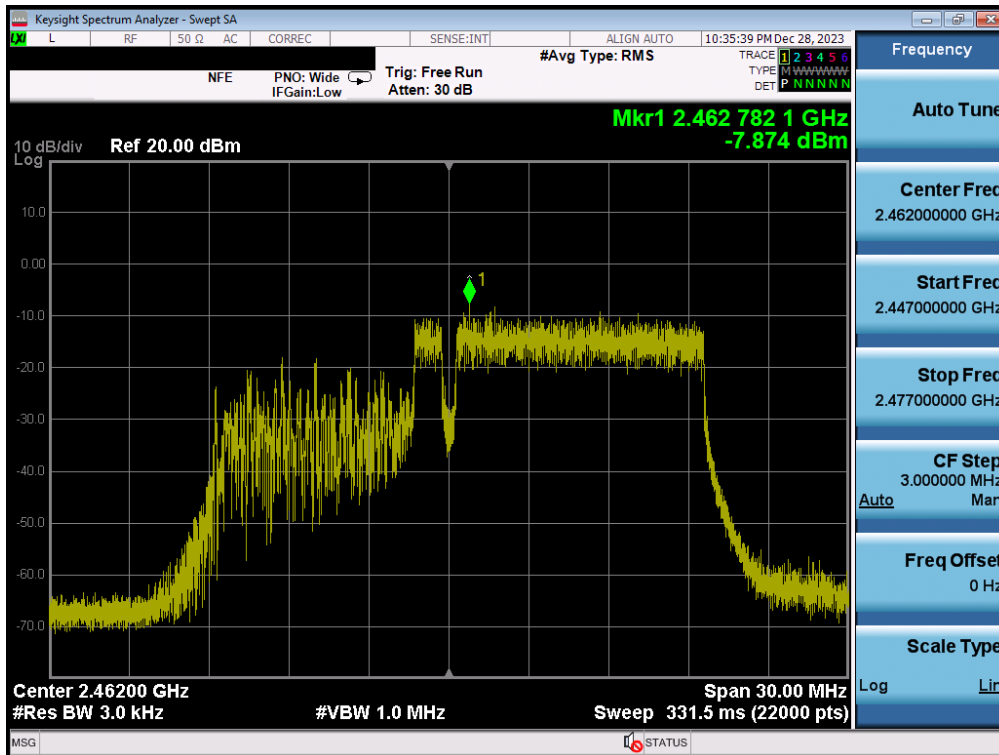 Keysight Spectrum Analyzer - Swept SA
LXI L RF 50 Ω AC CORREC SENSE:INT ALIGN AUTO 10:35:39 PM Dec 28, 2023
#Avg Type: RMS
TRACE 1 2 3 4 5 6
TYPE M WWWWW
DET P N N N N N
NFE PNO: Wide Trig: Free Run
IFGain:Low Atten: 30 dB
Mkr1 2.462 782 1 GHz
-7.874 dBm
10 dB/div Ref 20.00 dBm
Log
10.0
0.00
1
-10.0
-20.0
-30.0
-40.0
-50.0
-60.0
-70.0
Center 2.46200 GHz Span 30.00 MHz
#Res BW 3.0 kHz #VBW 1.0 MHz Sweep 331.5 ms (22000 pts)
MSG STATUS
Frequency
Auto Tune
Center Freq
2.462000000 GHz
Start Freq
2.447000000 GHz
Stop Freq
2.477000000 GHz
CF Step
3.000000 MHz
Auto Man
Freq Offset
0 Hz
Scale Type
Log Lin